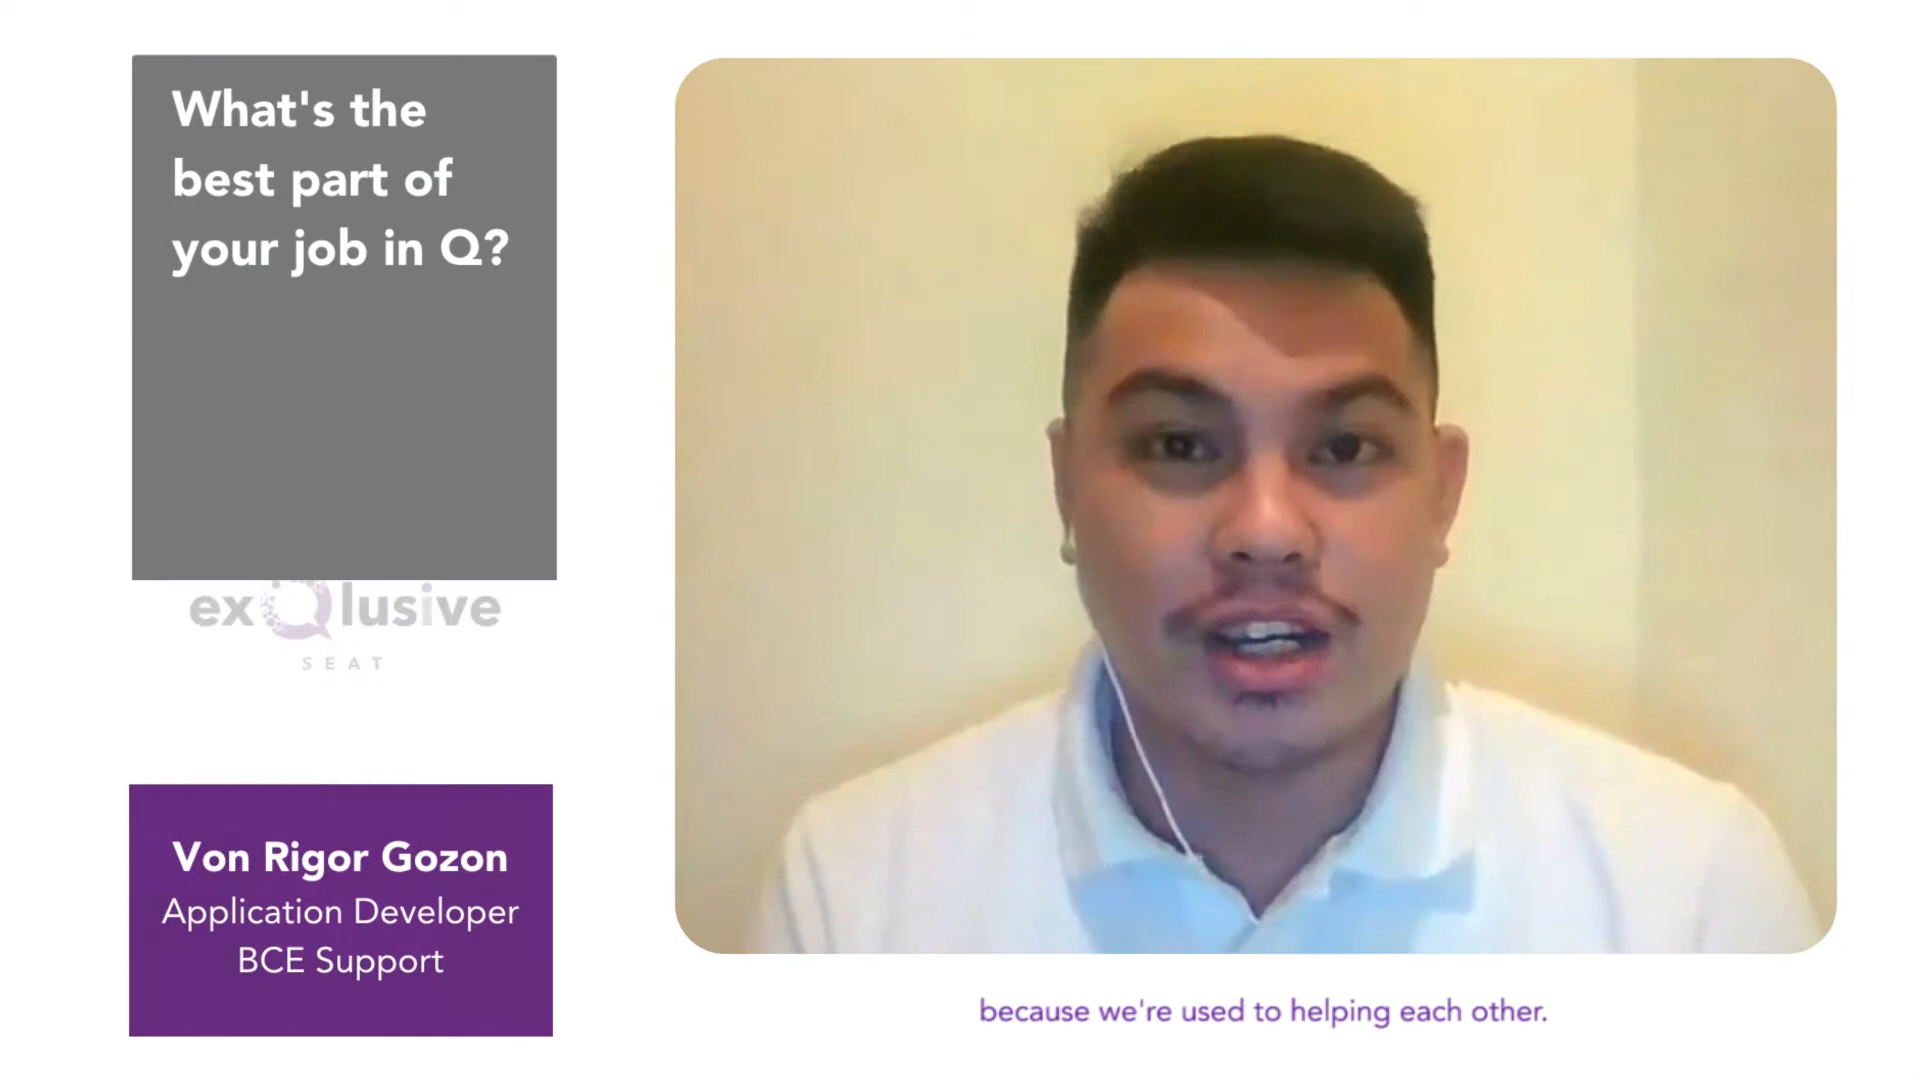 What's the
best part of
your job in Q?
exQlusive
SEAT
Von Rigor Gozon
Application Developer
BCE Support
because we're used to helping each other.